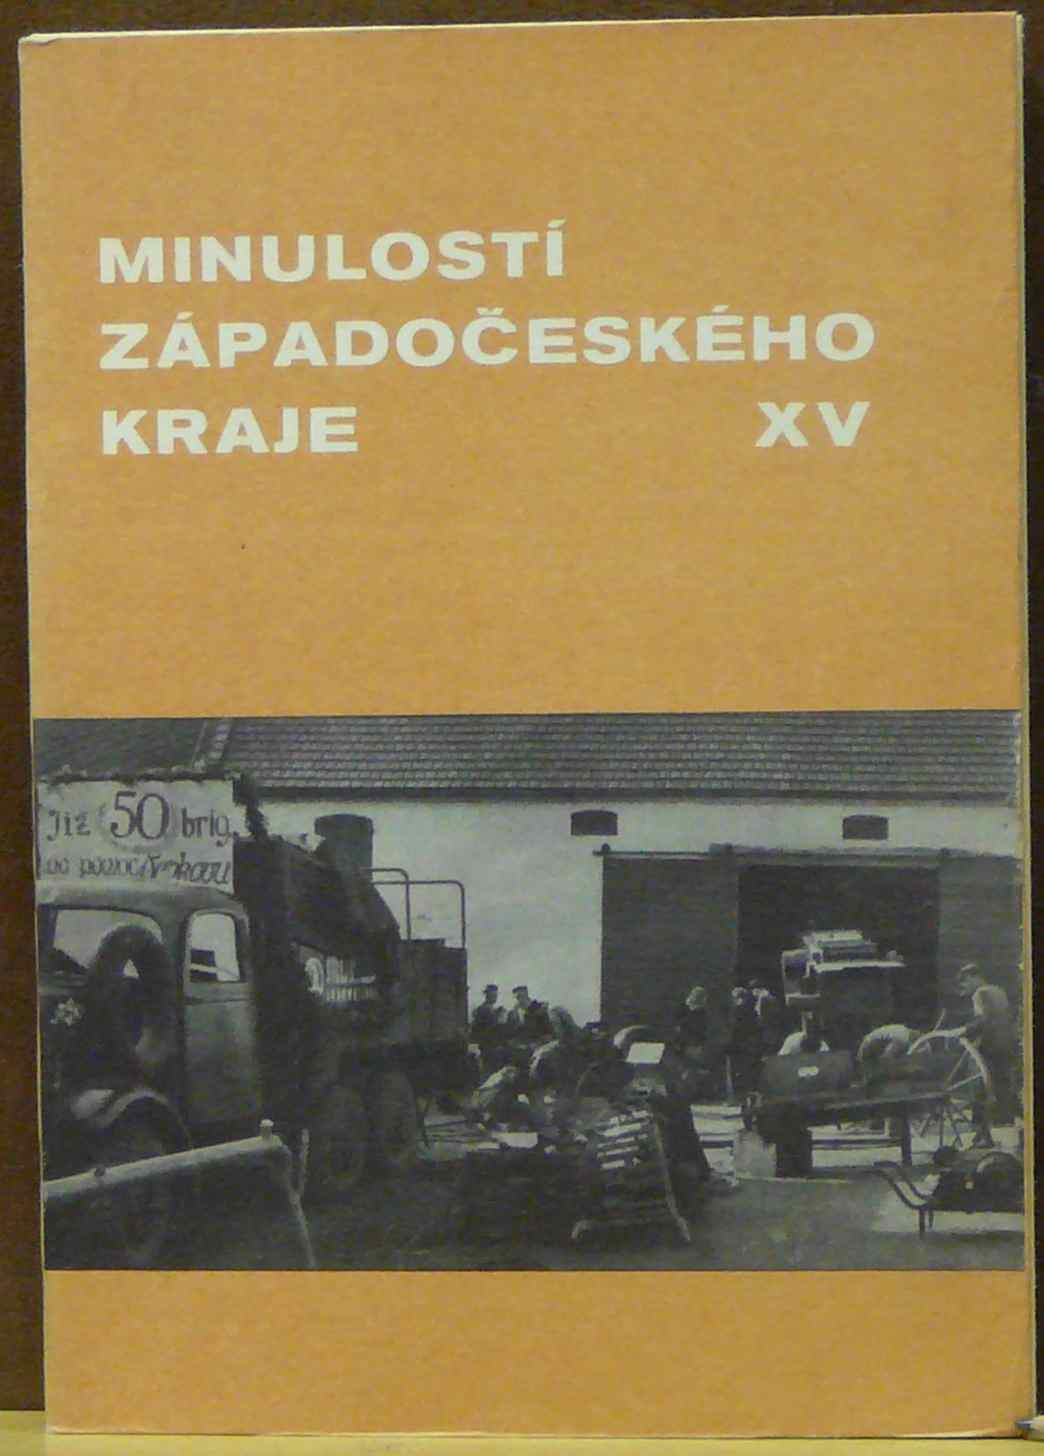 MINULOSTÍ
ZÁPADOČESKÉHO
KRAJE XV
Již 50 brig.